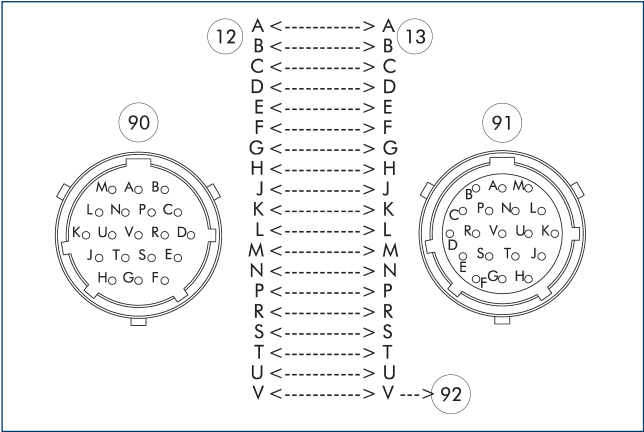 12 A <-----------> A 13
B <-----------> B
C <-----------> C
D <-----------> D
E <-----------> E
F <-----------> F
G <-----------> G
H <-----------> H
J <-----------> J
K <-----------> K
L <-----------> L
M <-----------> M
N <-----------> N
P <-----------> P
R <-----------> R
S <-----------> S
T <-----------> T
U <-----------> U
V <-----------> V ---> 92
90
M A B
L N P C
K U V R D
J T S E
H G F
91
B A M
C P N L
D R V U K
E S T J
F G H